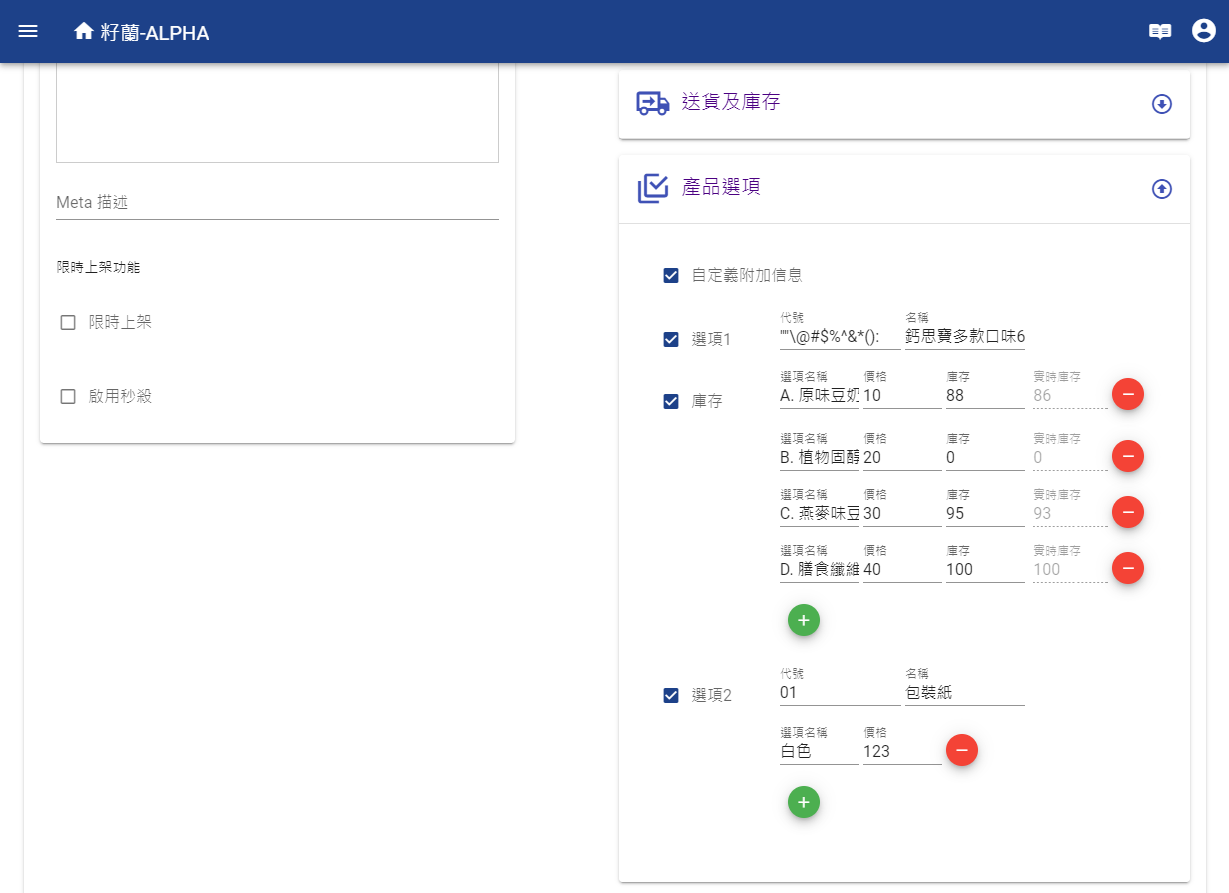 籽蘭-ALPHA
Meta 描述
限時上架功能
限時上架
啟用秒殺
送貨及庫存
產品選項
自定義附加信息
選項1
代號
""\@#$%^&*():
名稱
鈣思寶多款口味6
庫存
選項名稱 價格 庫存 實時庫存
A. 原味豆奶 10 88 86
選項名稱 價格 庫存 實時庫存
B. 植物固醇 20 0 0
選項名稱 價格 庫存 實時庫存
C. 燕麥味豆 30 95 93
選項名稱 價格 庫存 實時庫存
D. 膳食纖維 40 100 100
選項2
代號 名稱
01 包裝紙
選項名稱 價格
白色 123